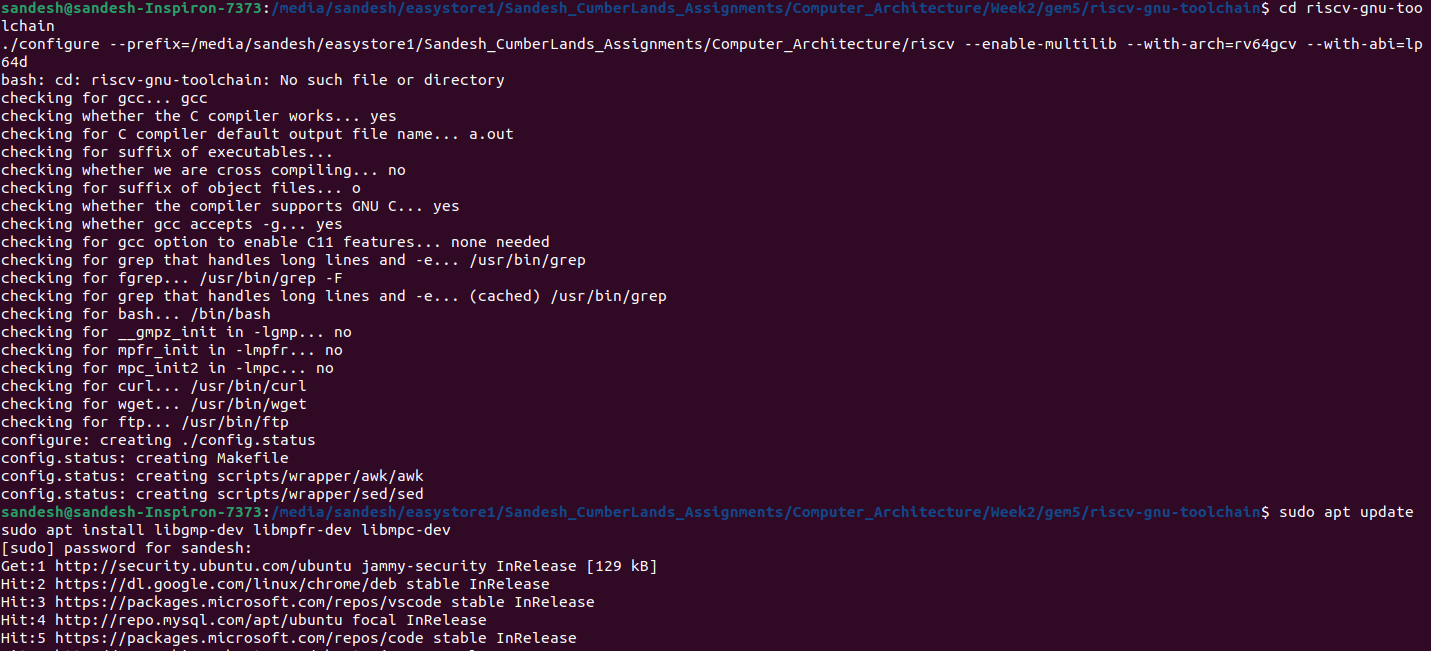 sandesh@sandesh-Inspiron-7373:/media/sandesh/easystore1/Sandesh_CumberLands_Assignments/Computer_Architecture/Week2/gem5/riscv-gnu-toolchain$ cd riscv-gnu-too
lchain
./configure --prefix=/media/sandesh/easystore1/Sandesh_CumberLands_Assignments/Computer_Architecture/riscv --enable-multilib --with-arch=rv64gcv --with-abi=lp
64d
bash: cd: riscv-gnu-toolchain: No such file or directory
checking for gcc... gcc
checking whether the C compiler works... yes
checking for C compiler default output file name... a.out
checking for suffix of executables...
checking whether we are cross compiling... no
checking for suffix of object files... o
checking whether the compiler supports GNU C... yes
checking whether gcc accepts -g... yes
checking for gcc option to enable C11 features... none needed
checking for grep that handles long lines and -e... /usr/bin/grep
checking for fgrep... /usr/bin/grep -F
checking for grep that handles long lines and -e... (cached) /usr/bin/grep
checking for bash... /bin/bash
checking for __gmpz_init in -lgmp... no
checking for mpfr_init in -lmpfr... no
checking for mpc_init2 in -lmpc... no
checking for curl... /usr/bin/curl
checking for wget... /usr/bin/wget
checking for ftp... /usr/bin/ftp
configure: creating ./config.status
config.status: creating Makefile
config.status: creating scripts/wrapper/awk/awk
config.status: creating scripts/wrapper/sed/sed
sandesh@sandesh-Inspiron-7373:/media/sandesh/easystore1/Sandesh_CumberLands_Assignments/Computer_Architecture/Week2/gem5/riscv-gnu-toolchain$ sudo apt update
sudo apt install libgmp-dev libmpfr-dev libmpc-dev
[sudo] password for sandesh:
Get:1 http://security.ubuntu.com/ubuntu jammy-security InRelease [129 kB]
Hit:2 https://dl.google.com/linux/chrome/deb stable InRelease
Hit:3 https://packages.microsoft.com/repos/vscode stable InRelease
Hit:4 http://repo.mysql.com/apt/ubuntu focal InRelease
Hit:5 https://packages.microsoft.com/repos/code stable InRelease